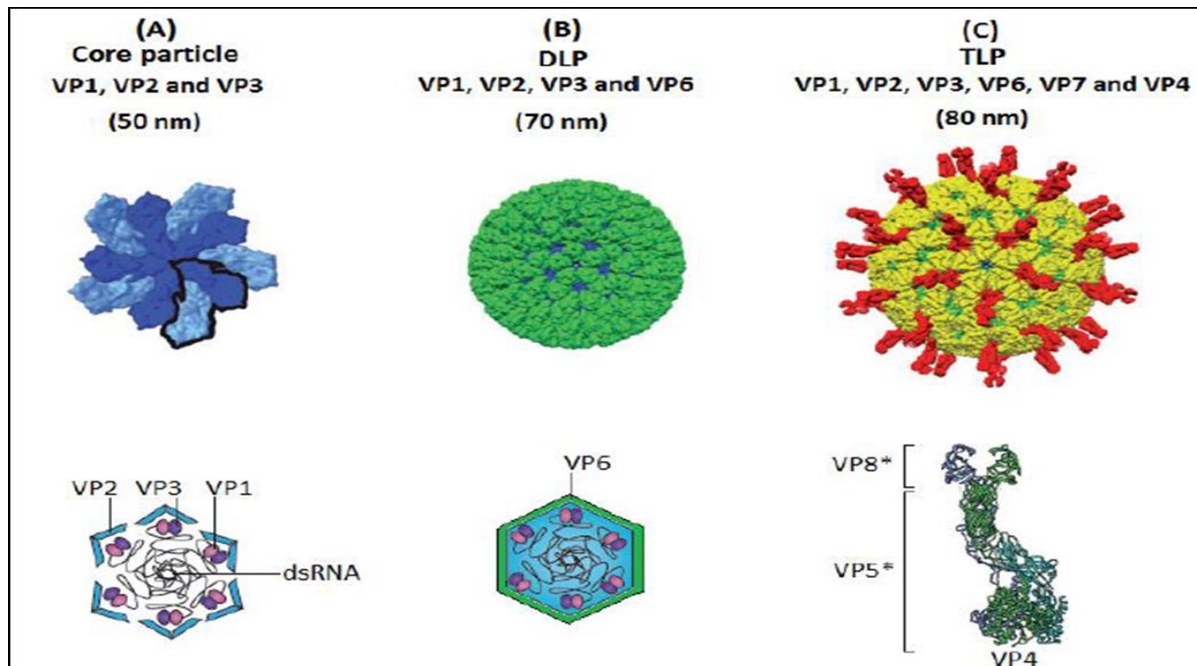 (A)
Core particle
VP1, VP2 and VP3
(50 nm)
(B)
DLP
VP1, VP2, VP3 and VP6
(70 nm)
(C)
TLP
VP1, VP2, VP3, VP6, VP7 and VP4
(80 nm)
VP2 VP3 VP1
dsRNA
VP6
VP8*
VP5*
VP4